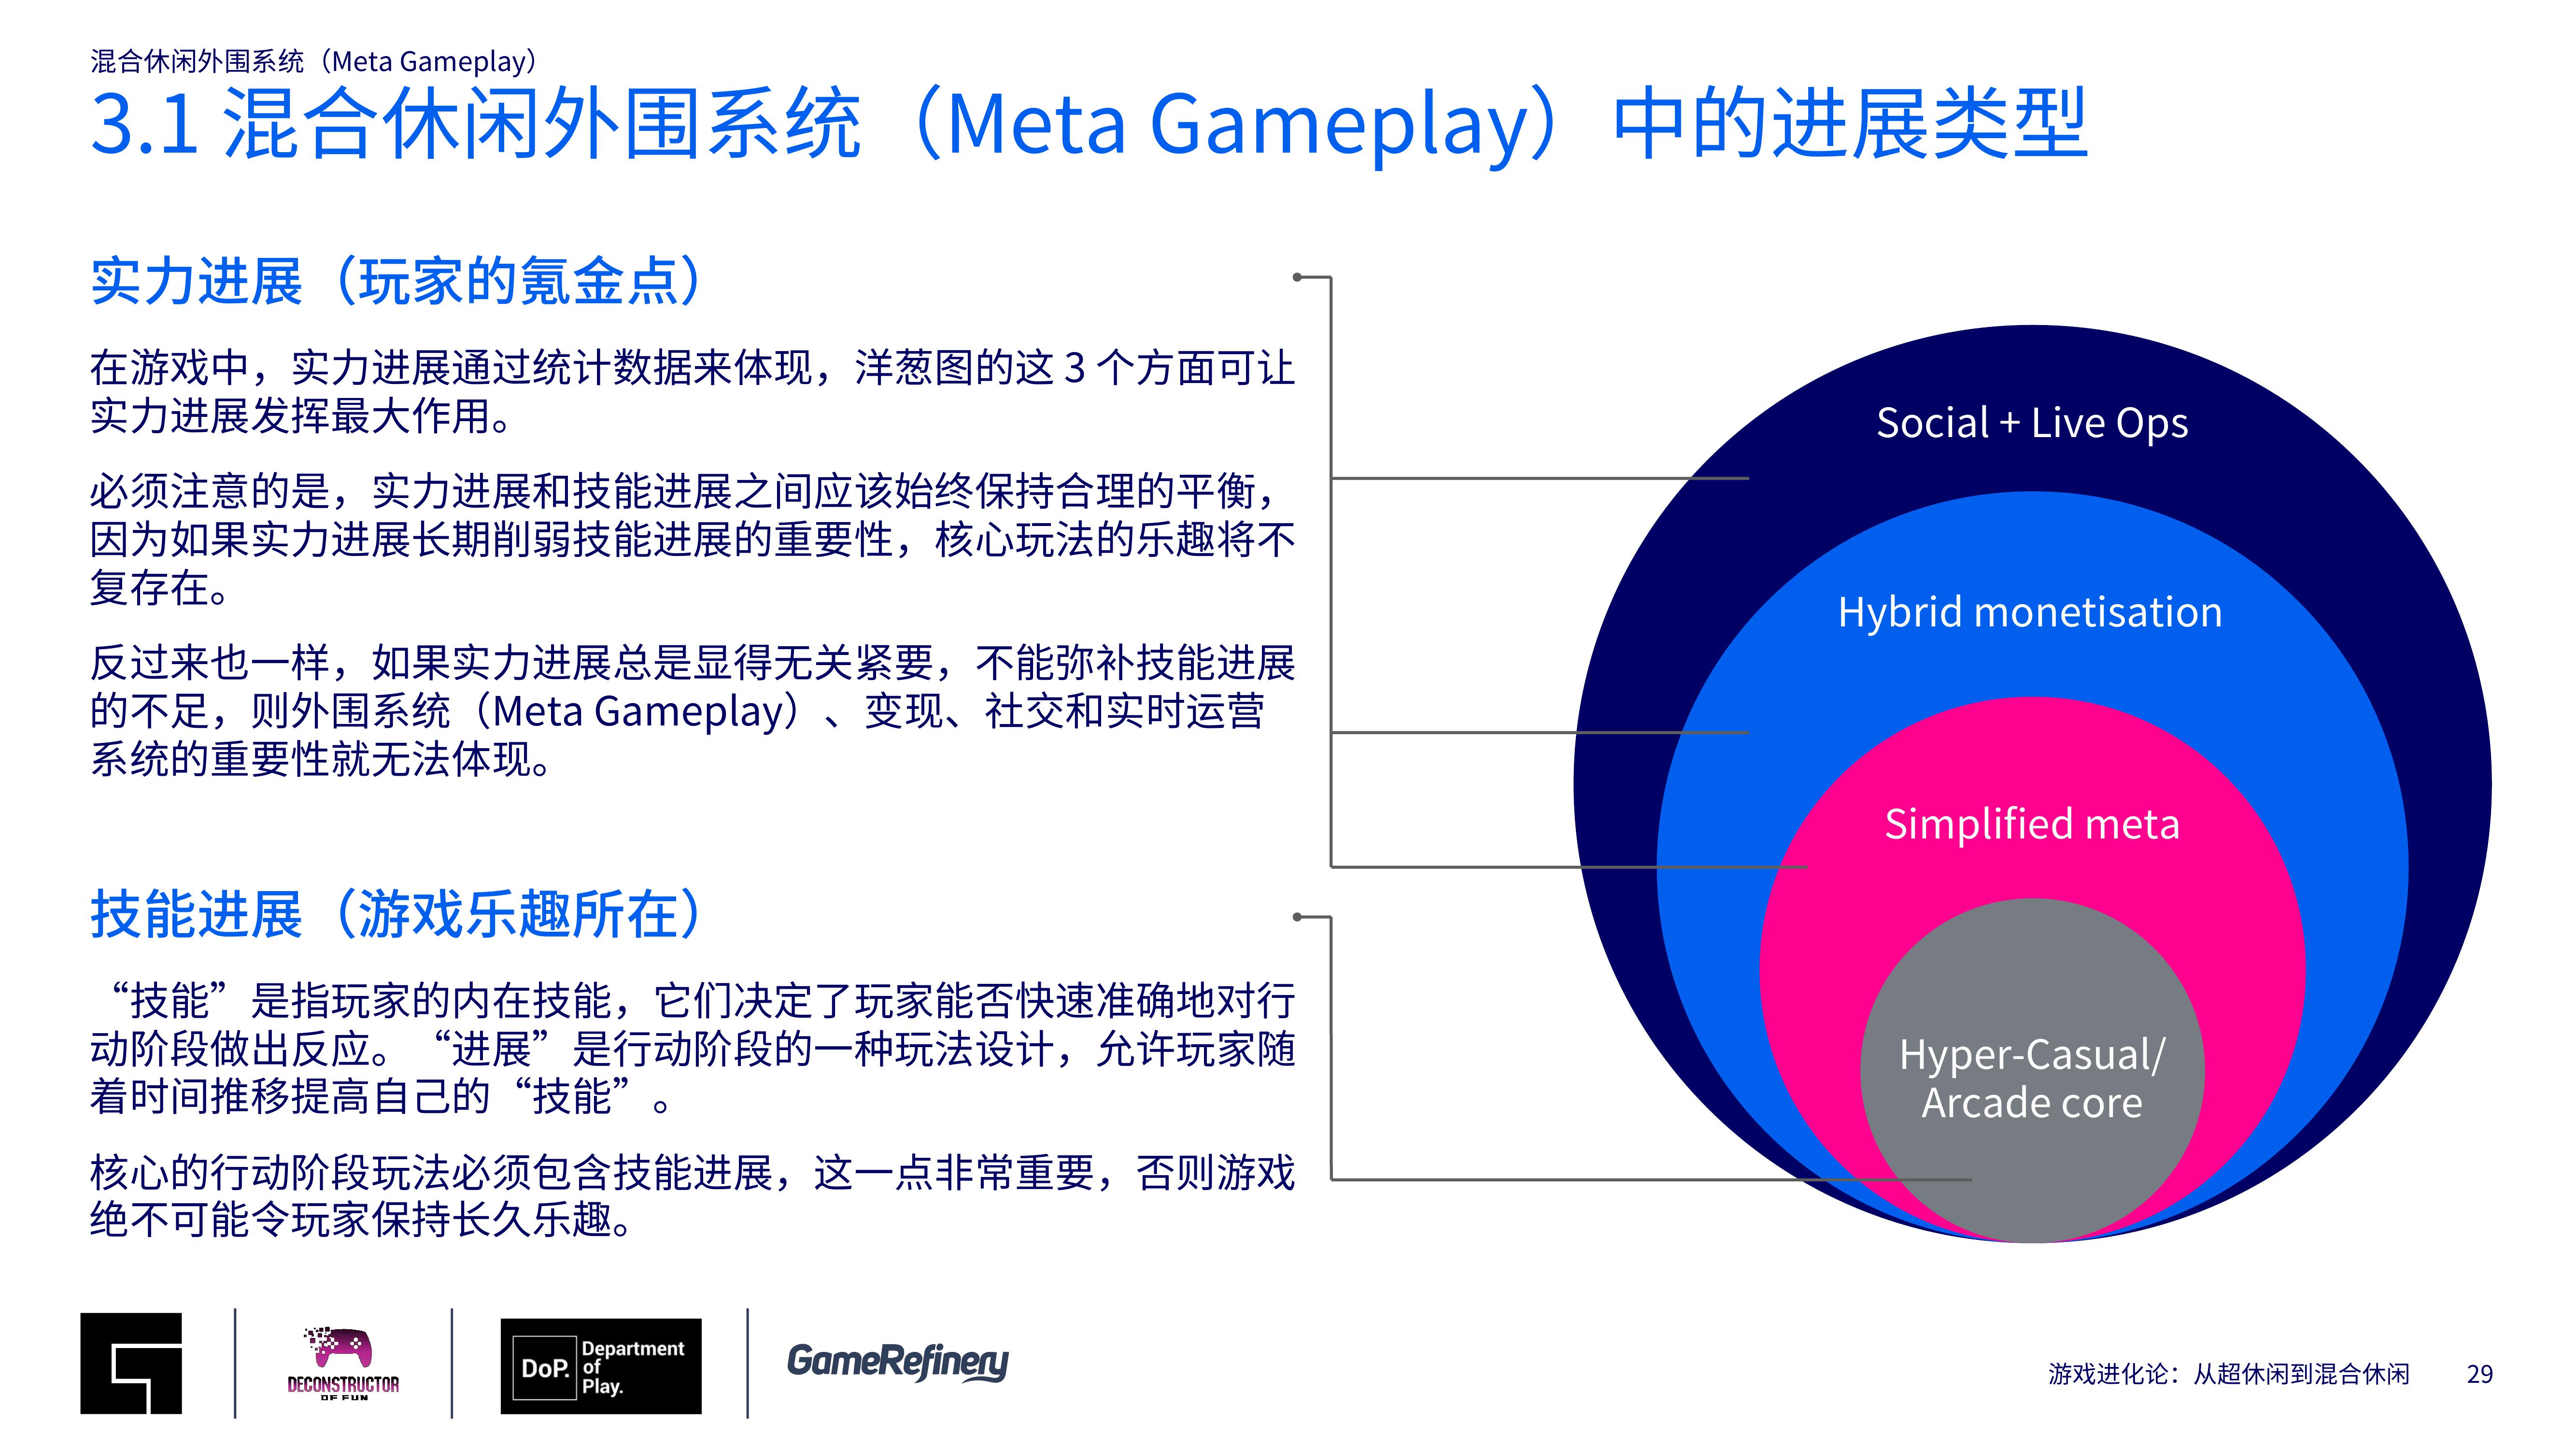 混合休闲外围系统（Meta Gameplay）
3.1 混合休闲外围系统（Meta Gameplay）中的进展类型
实力进展（玩家的氪金点）
在游戏中，实力进展通过统计数据来体现，洋葱图的这 3 个方面可让
实力进展发挥最大作用。
必须注意的是，实力进展和技能进展之间应该始终保持合理的平衡，
因为如果实力进展长期削弱技能进展的重要性，核心玩法的乐趣将不
复存在。
反过来也一样，如果实力进展总是显得无关紧要，不能弥补技能进展
的不足，则外围系统（Meta Gameplay）、变现、社交和实时运营
系统的重要性就无法体现。
技能进展（游戏乐趣所在）
“技能”是指玩家的内在技能，它们决定了玩家能否快速准确地对行
动阶段做出反应。“进展”是行动阶段的一种玩法设计，允许玩家随
着时间推移提高自己的“技能”。
核心的行动阶段玩法必须包含技能进展，这一点非常重要，否则游戏
绝不可能令玩家保持长久乐趣。
Social + Live Ops
Hybrid monetisation
Simplified meta
Hyper-Casual/
Arcade core
DECONSTRUCTOR
OF FUN
DoP.
Department
of
Play.
GameRefinery
游戏进化论：从超休闲到混合休闲
29